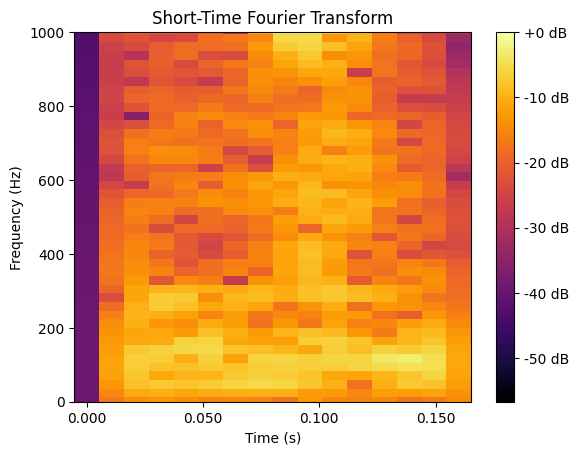 Short-Time Fourier Transform
Frequency (Hz)
1000
800
600
400
200
0
0.000
0.050
0.100
0.150
Time (s)
+0 dB
-10 dB
-20 dB
-30 dB
-40 dB
-50 dB